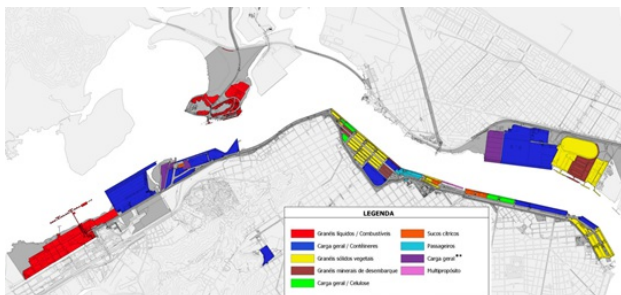 LEGENDA
Granéis líquidos / Combustíveis
Carga geral / Contêineres
Granéis sólidos vegetais
Granéis minerais de desembarque
Carga geral / Celulose
Sucos cítricos
Passageiros
Carga geral**
Multipropósito